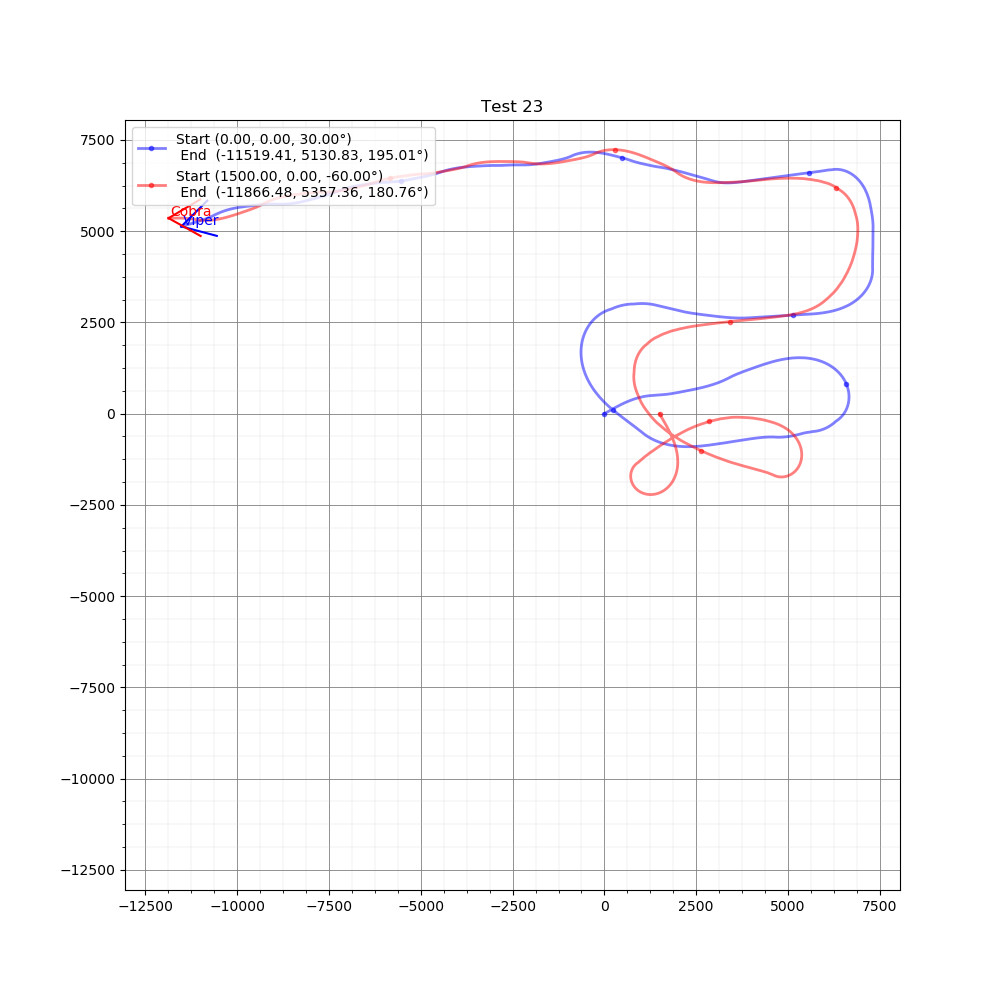 Test 23
Start (0.00, 0.00, 30.00°)
End (-11519.41, 5130.83, 195.01°)
Start (1500.00, 0.00, -60.00°)
End (-11866.48, 5357.36, 180.76°)
Cobra
Viper
7500
5000
2500
0
−2500
−5000
−7500
−10000
−12500
−12500 −10000 −7500 −5000 −2500 0 2500 5000 7500